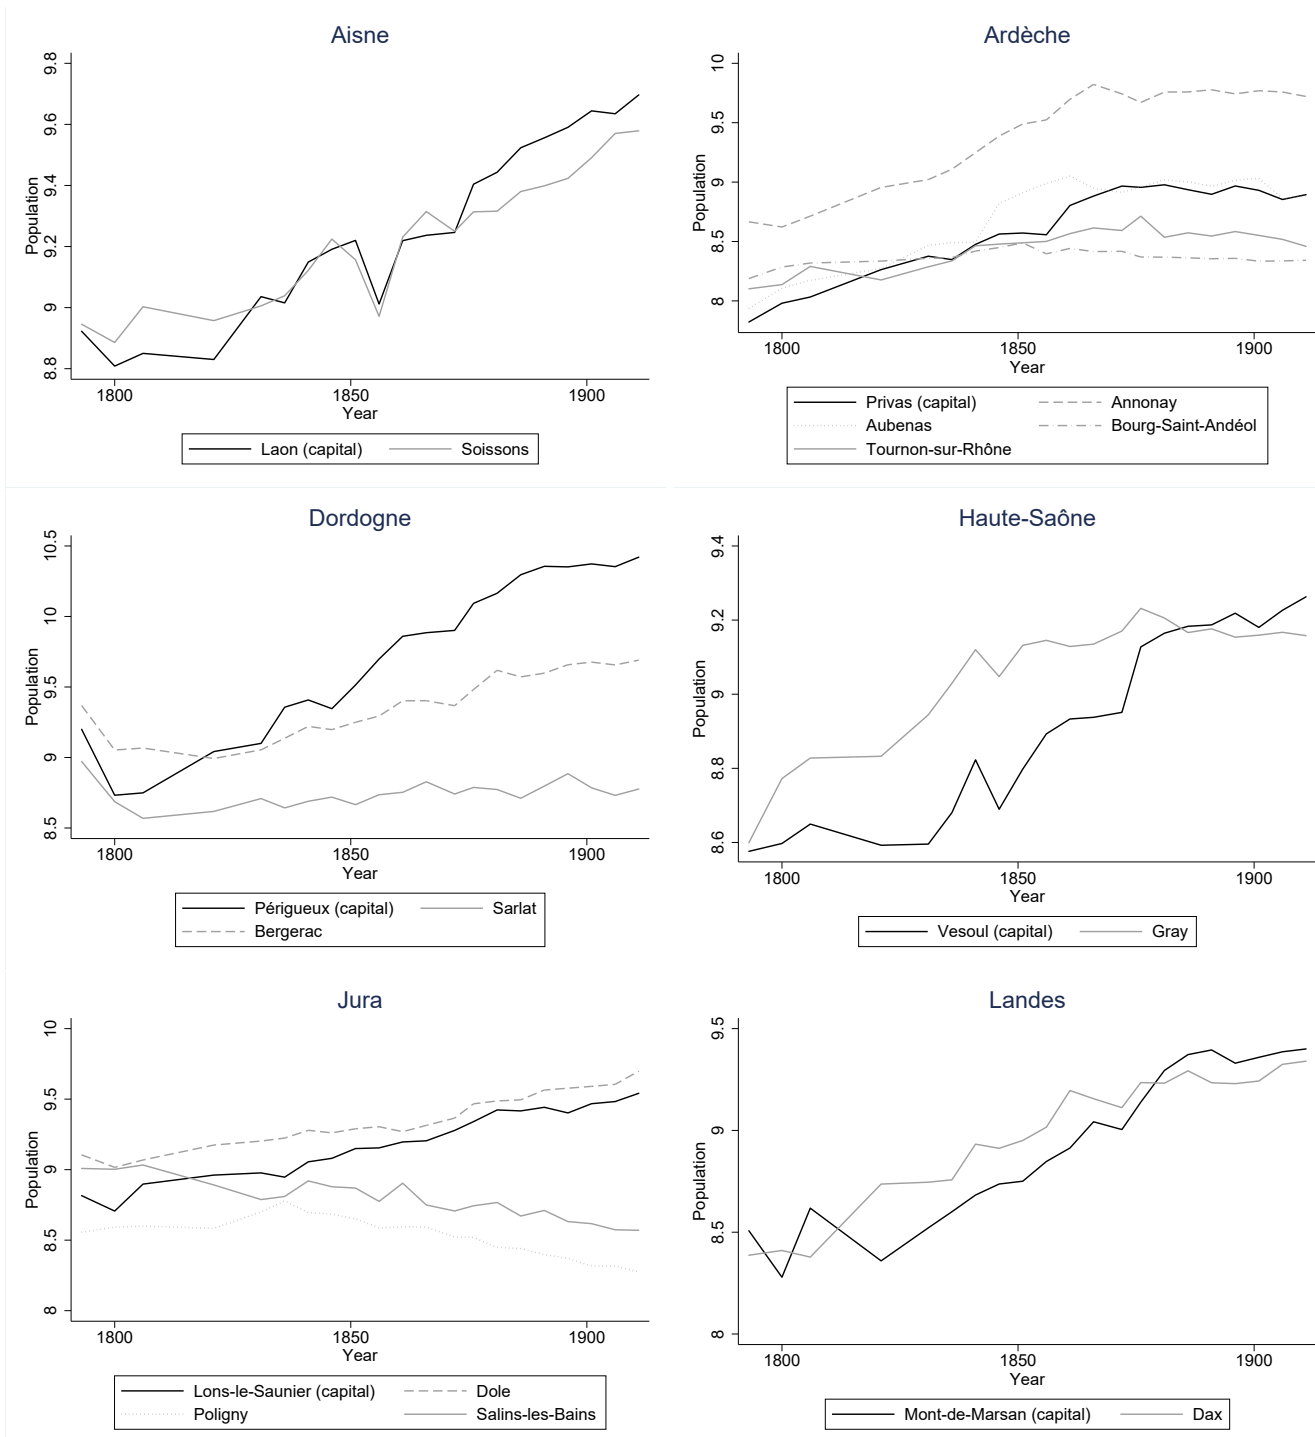 Aisne
Population
9.8
9.6
9.4
9.2
9
8.8
1800 1850 1900
Year
Laon (capital) Soissons
Ardèche
Population
10
9.5
9
8.5
8
1800 1850 1900
Year
Privas (capital) Annonay
Aubenas Bourg-Saint-Andéol
Tournon-sur-Rhône
Dordogne
Population
10.5
10
9.5
9
8.5
1800 1850 1900
Year
Périgueux (capital) Sarlat
Bergerac
Haute-Saône
Population
9.4
9.2
9
8.8
8.6
1800 1850 1900
Year
Vesoul (capital) Gray
Jura
Population
10
9.5
9
8.5
8
1800 1850 1900
Year
Lons-le-Saunier (capital) Dole
Poligny Salins-les-Bains
Landes
Population
9.5
9
8.5
8
1800 1850 1900
Year
Mont-de-Marsan (capital) Dax